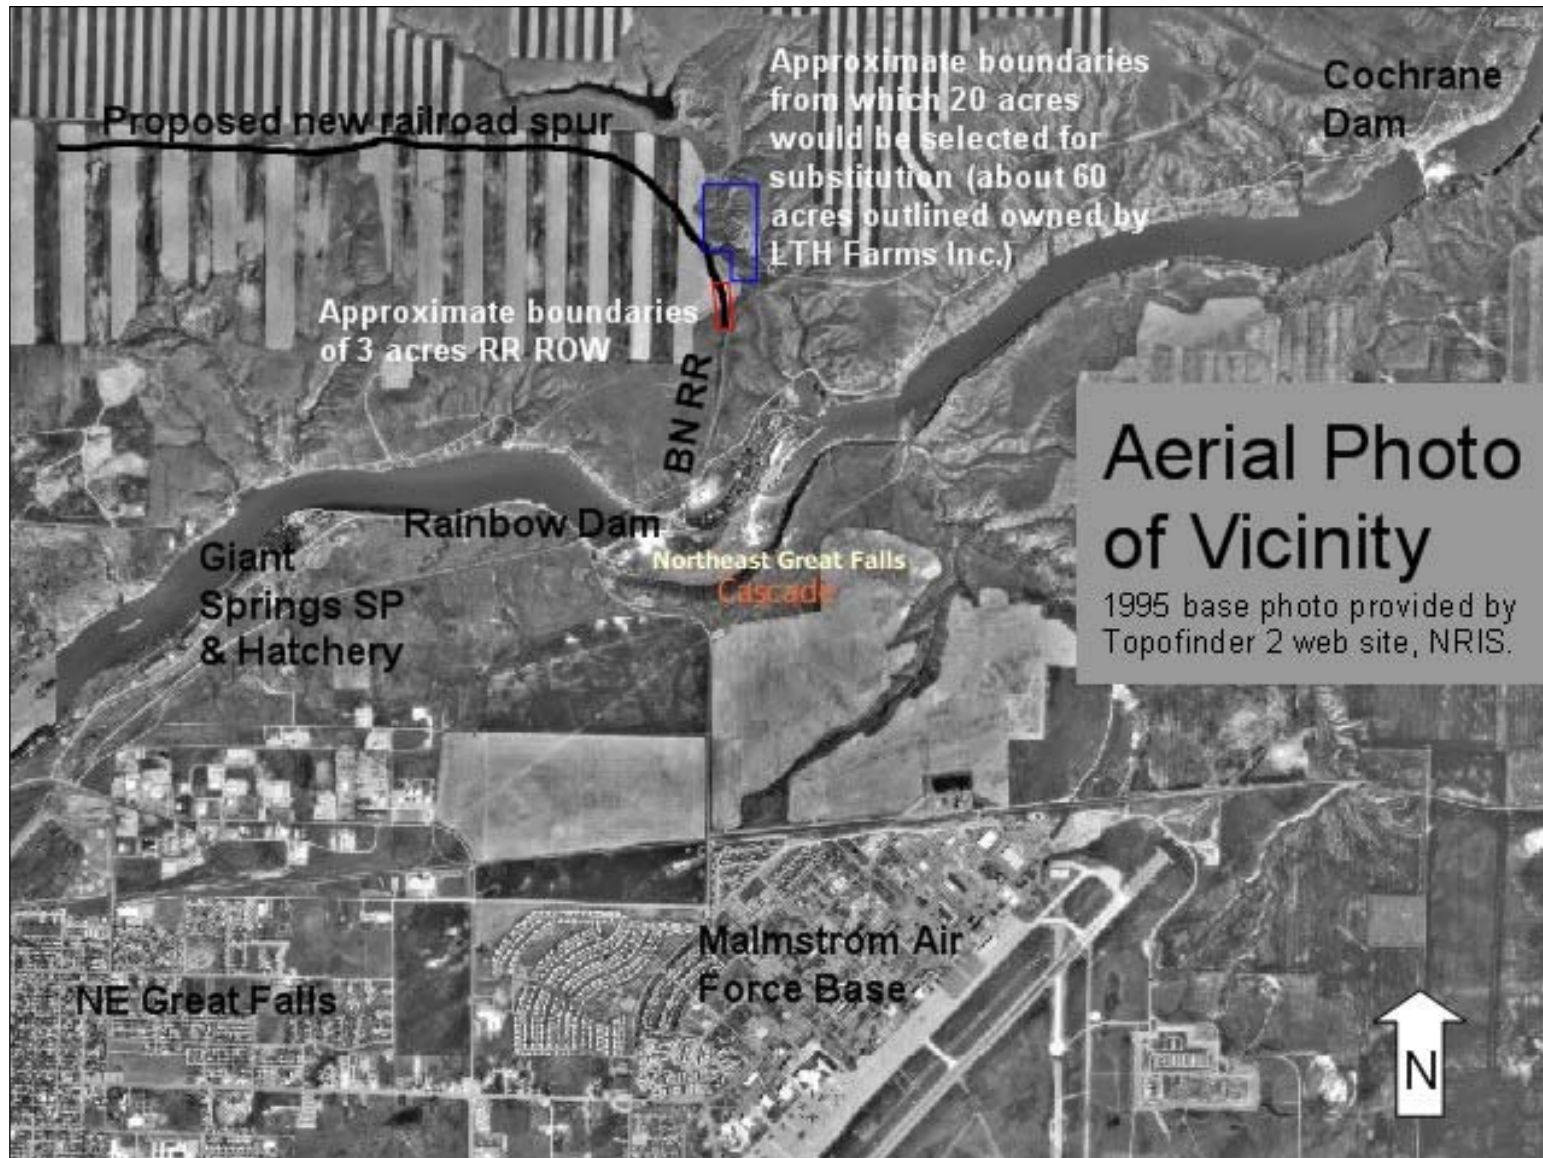 Approximate boundaries
from which 20 acres
would be selected for
substitution (about 60
acres outlined owned by
LTH Farms Inc.)
Cochrane
Dam
Proposed new railroad spur
Approximate boundaries
of 3 acres RR ROW
BN RR
Aerial Photo
of Vicinity
1995 base photo provided by
Topofinder 2 web site, NRIS.
Rainbow Dam
Giant
Springs SP
& Hatchery
Northeast Great Falls
Cascade
Malmstrom Air
Force Base
NE Great Falls
N